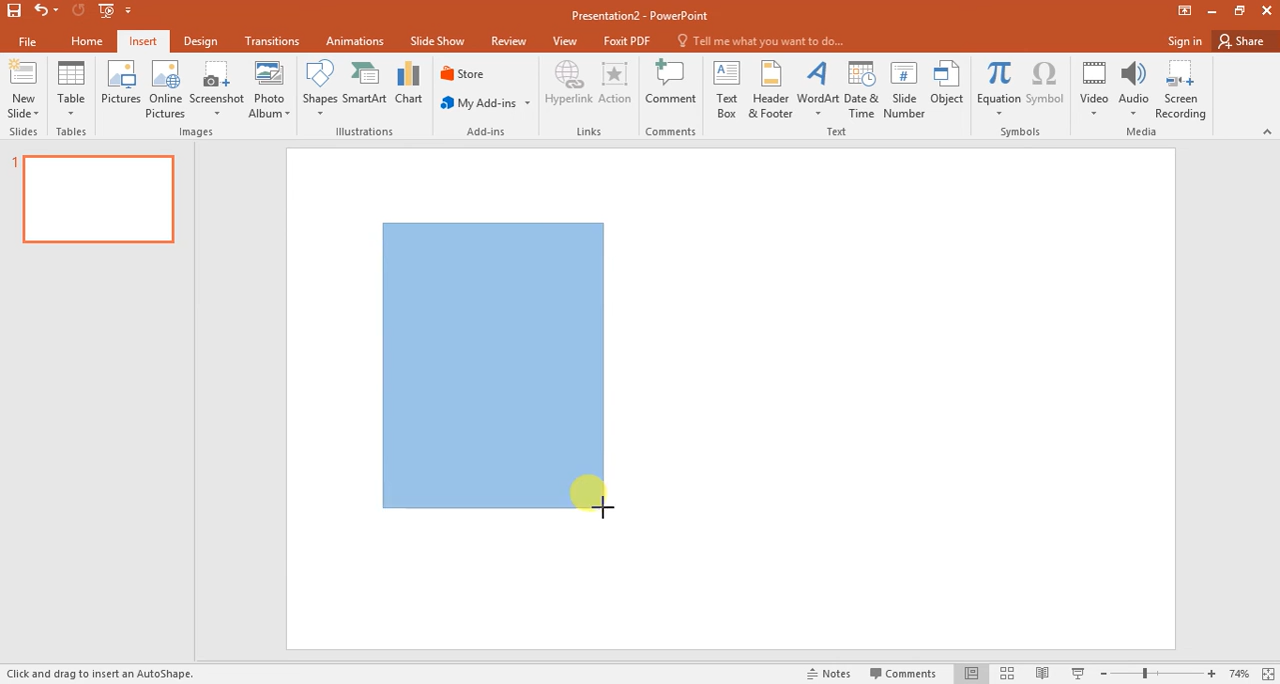 Presentation2 - PowerPoint
File Home Insert Design Transitions Animations Slide Show Review View Foxit PDF Tell me what you want to do... Sign in Share
New Slide
Table
Pictures
Online Pictures
Screenshot
Photo Album
Shapes
SmartArt
Chart
Store
My Add-ins
Hyperlink
Action
Comment
Text Box
Header & Footer
WordArt
Date & Time
Slide Number
Object
Equation
Symbol
Video
Audio
Screen Recording
Slides Tables Images Illustrations Add-ins Links Comments Text Symbols Media
1
Click and drag to insert an AutoShape. Notes Comments 74%